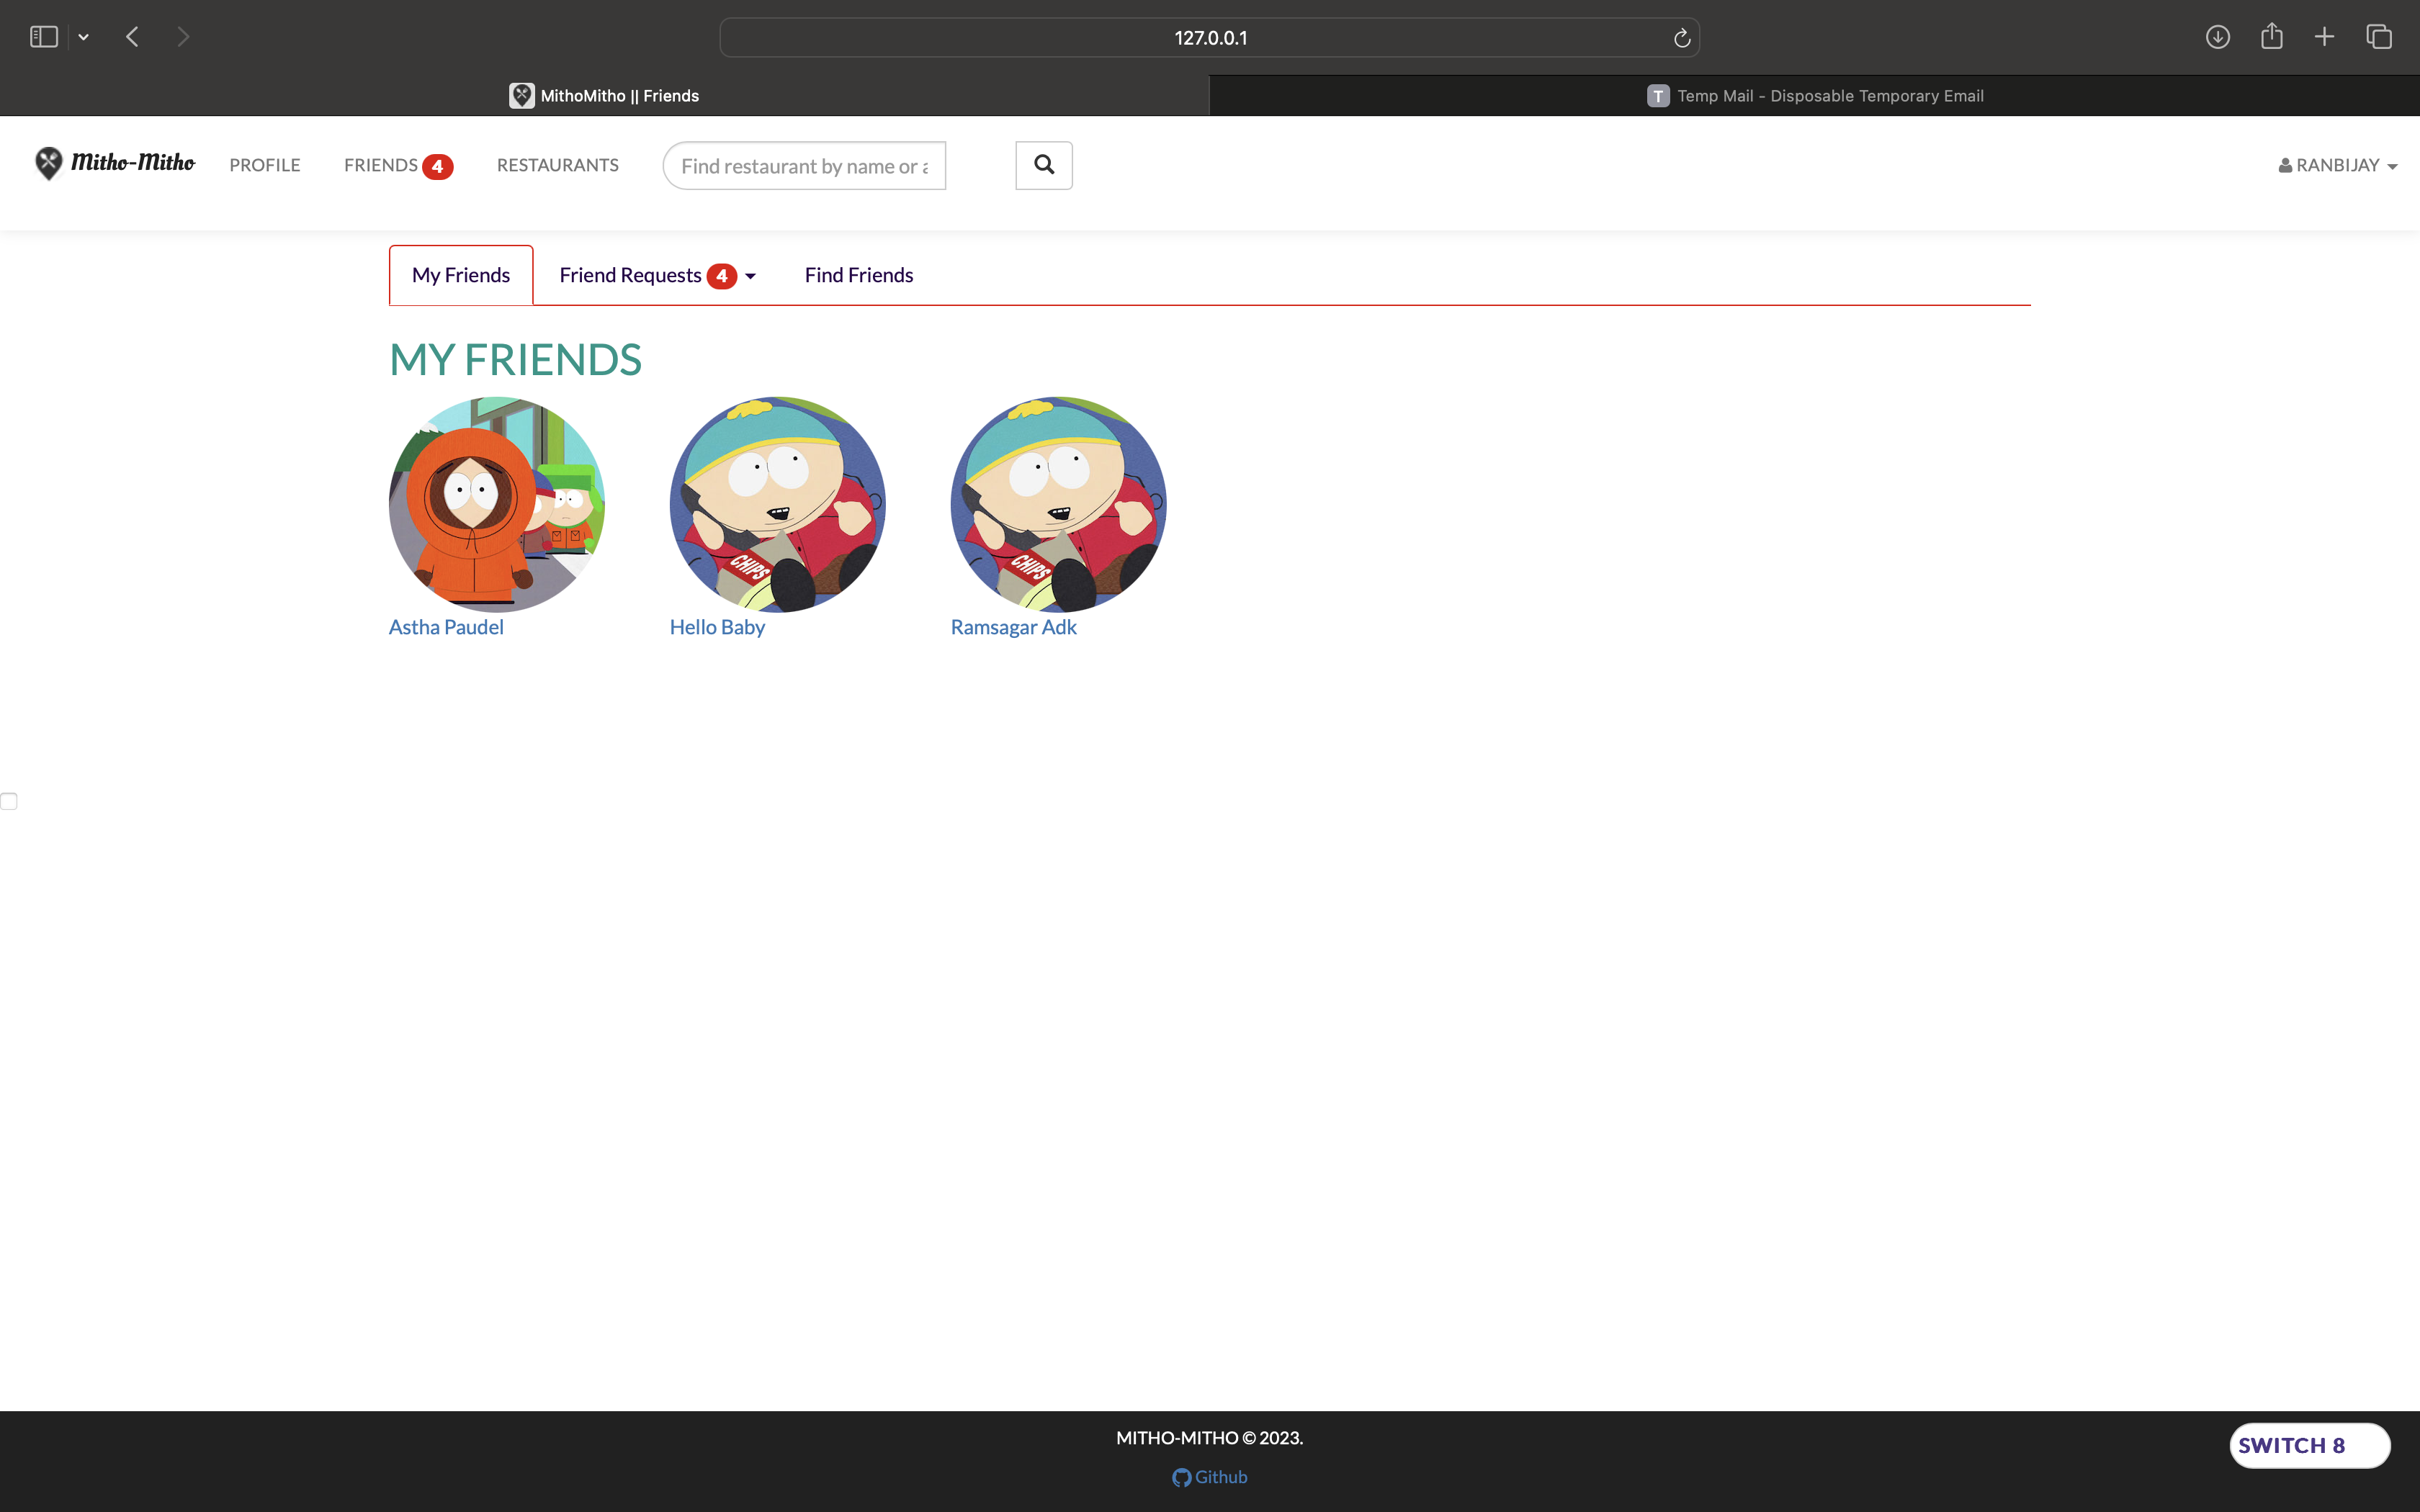 127.0.0.1
MithoMitho || Friends
T Temp Mail - Disposable Temporary Email
Mitho-Mitho PROFILE FRIENDS 4 RESTAURANTS Find restaurant by name or a RANBIJAY
My Friends Friend Requests 4 Find Friends
MY FRIENDS
CHIPS CHIPS
Astha Paudel Hello Baby Ramsagar Adk
MITHO-MITHO © 2023.
SWITCH 8
Github